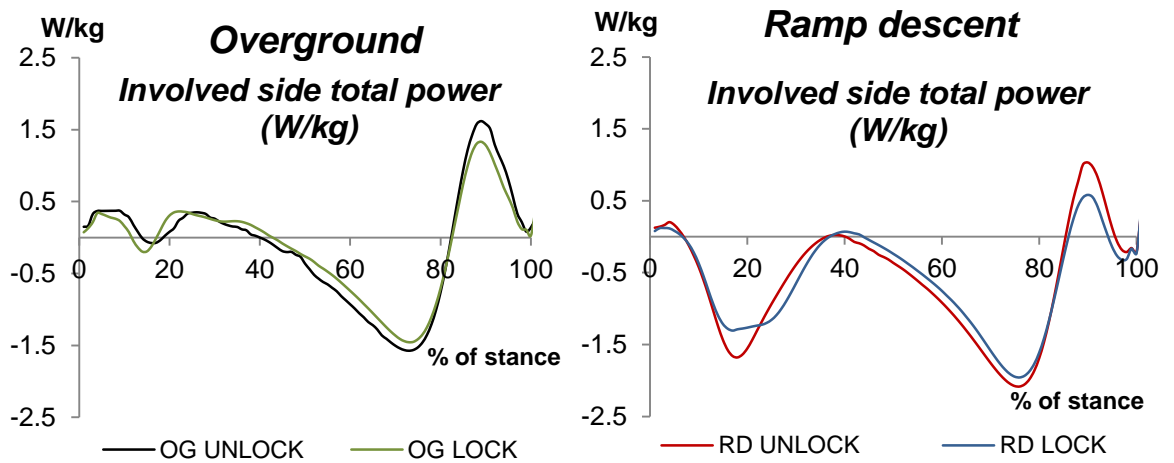 W/kg
Overground
Involved side total power
(W/kg)
2.5
1.5
0.5
-0.5
-1.5
-2.5
0
20
40
60
80
100
% of stance
OG UNLOCK
OG LOCK
W/kg
Ramp descent
Involved side total power
(W/kg)
2.5
1.5
0.5
-0.5
-1.5
-2.5
0
20
40
60
80
100
% of stance
RD UNLOCK
RD LOCK